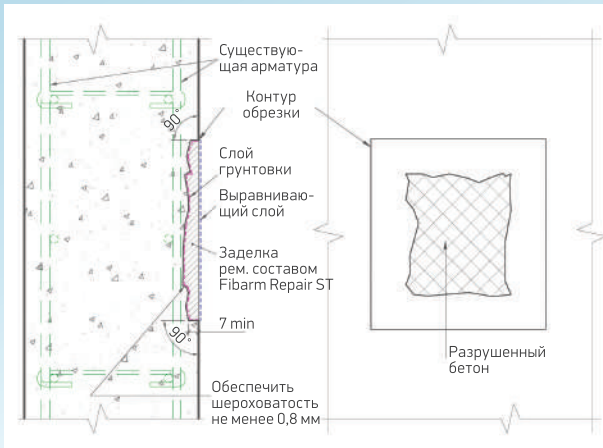 Существую-
щая арматура
90°
Контур
обрезки
Слой
грунтовки
Выравниваю-
щий слой
Заделка
рем. составом
Fibarm Repair ST
7 min
90°
Разрушенный
бетон
Обеспечить
шероховатость
не менее 0,8 мм